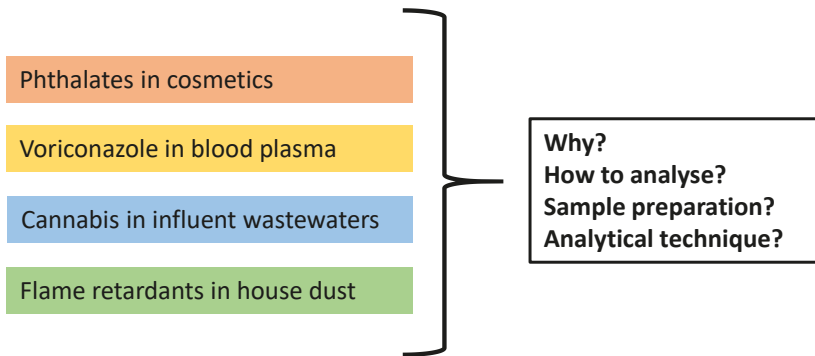 Phthalates in cosmetics
Voriconazole in blood plasma
Cannabis in influent wastewaters
Flame retardants in house dust
Why?
How to analyse?
Sample preparation?
Analytical technique?